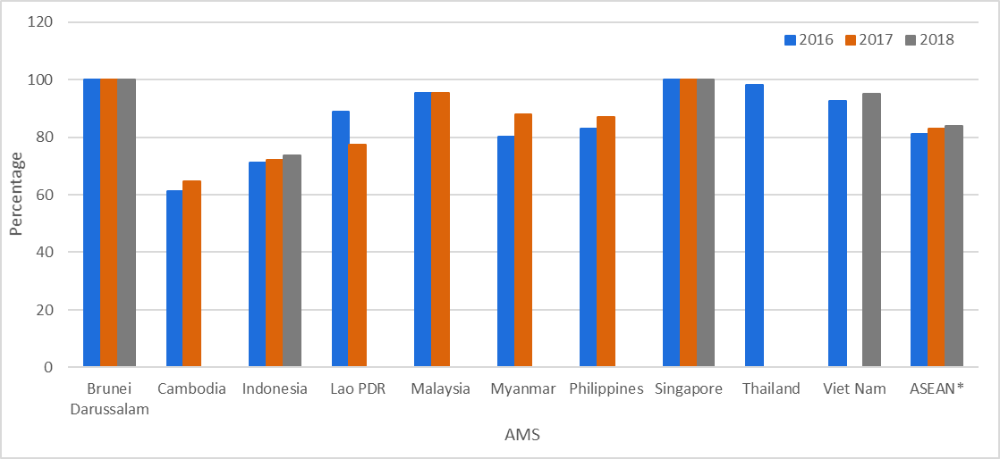 120
2016 2017 2018
100
80
60
40
20
0
Percentage
Brunei Cambodia Indonesia Lao PDR Malaysia Myanmar Philippines Singapore Thailand Viet Nam ASEAN*
Darussalam
AMS